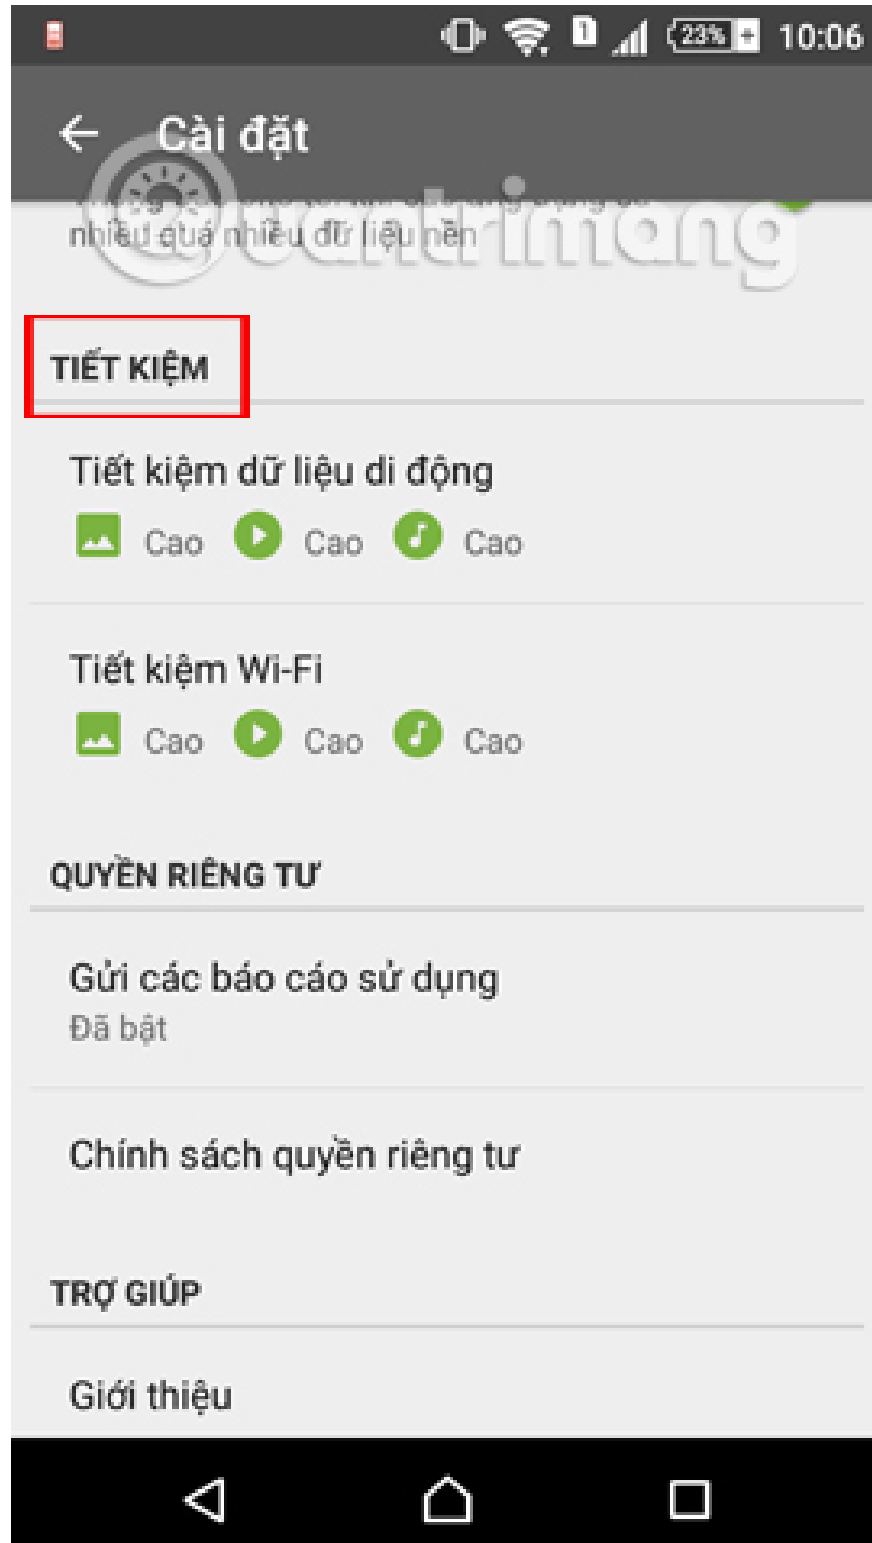 1
23%
10:06
Cài đặt
nhiều quá nhiều dữ liệu nền
Quantrimang
TIẾT KIỆM
Tiết kiệm dữ liệu di động
Cao Cao Cao
Tiết kiệm Wi-Fi
Cao Cao Cao
QUYỀN RIÊNG TƯ
Gửi các báo cáo sử dụng
Đã bật
Chính sách quyền riêng tư
TRỢ GIÚP
Giới thiệu